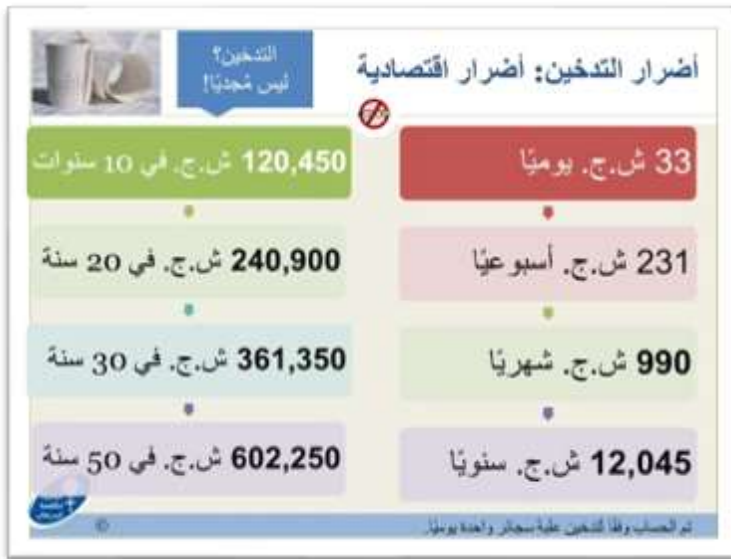 أضرار التدخين: أضرار اقتصادية
التدخين؟
ليس مُجديًا!
33 ش.ج. يوميًا
231 ش.ج. أسبوعيًا
990 ش.ج. شهريًا
12,045 ش.ج. سنويًا
120,450 ش.ج. في 10 سنوات
240,900 ش.ج. في 20 سنة
361,350 ش.ج. في 30 سنة
602,250 ش.ج. في 50 سنة
تم الحساب وفقًا لتدخين علبة سجائر واحدة يوميًا.
©